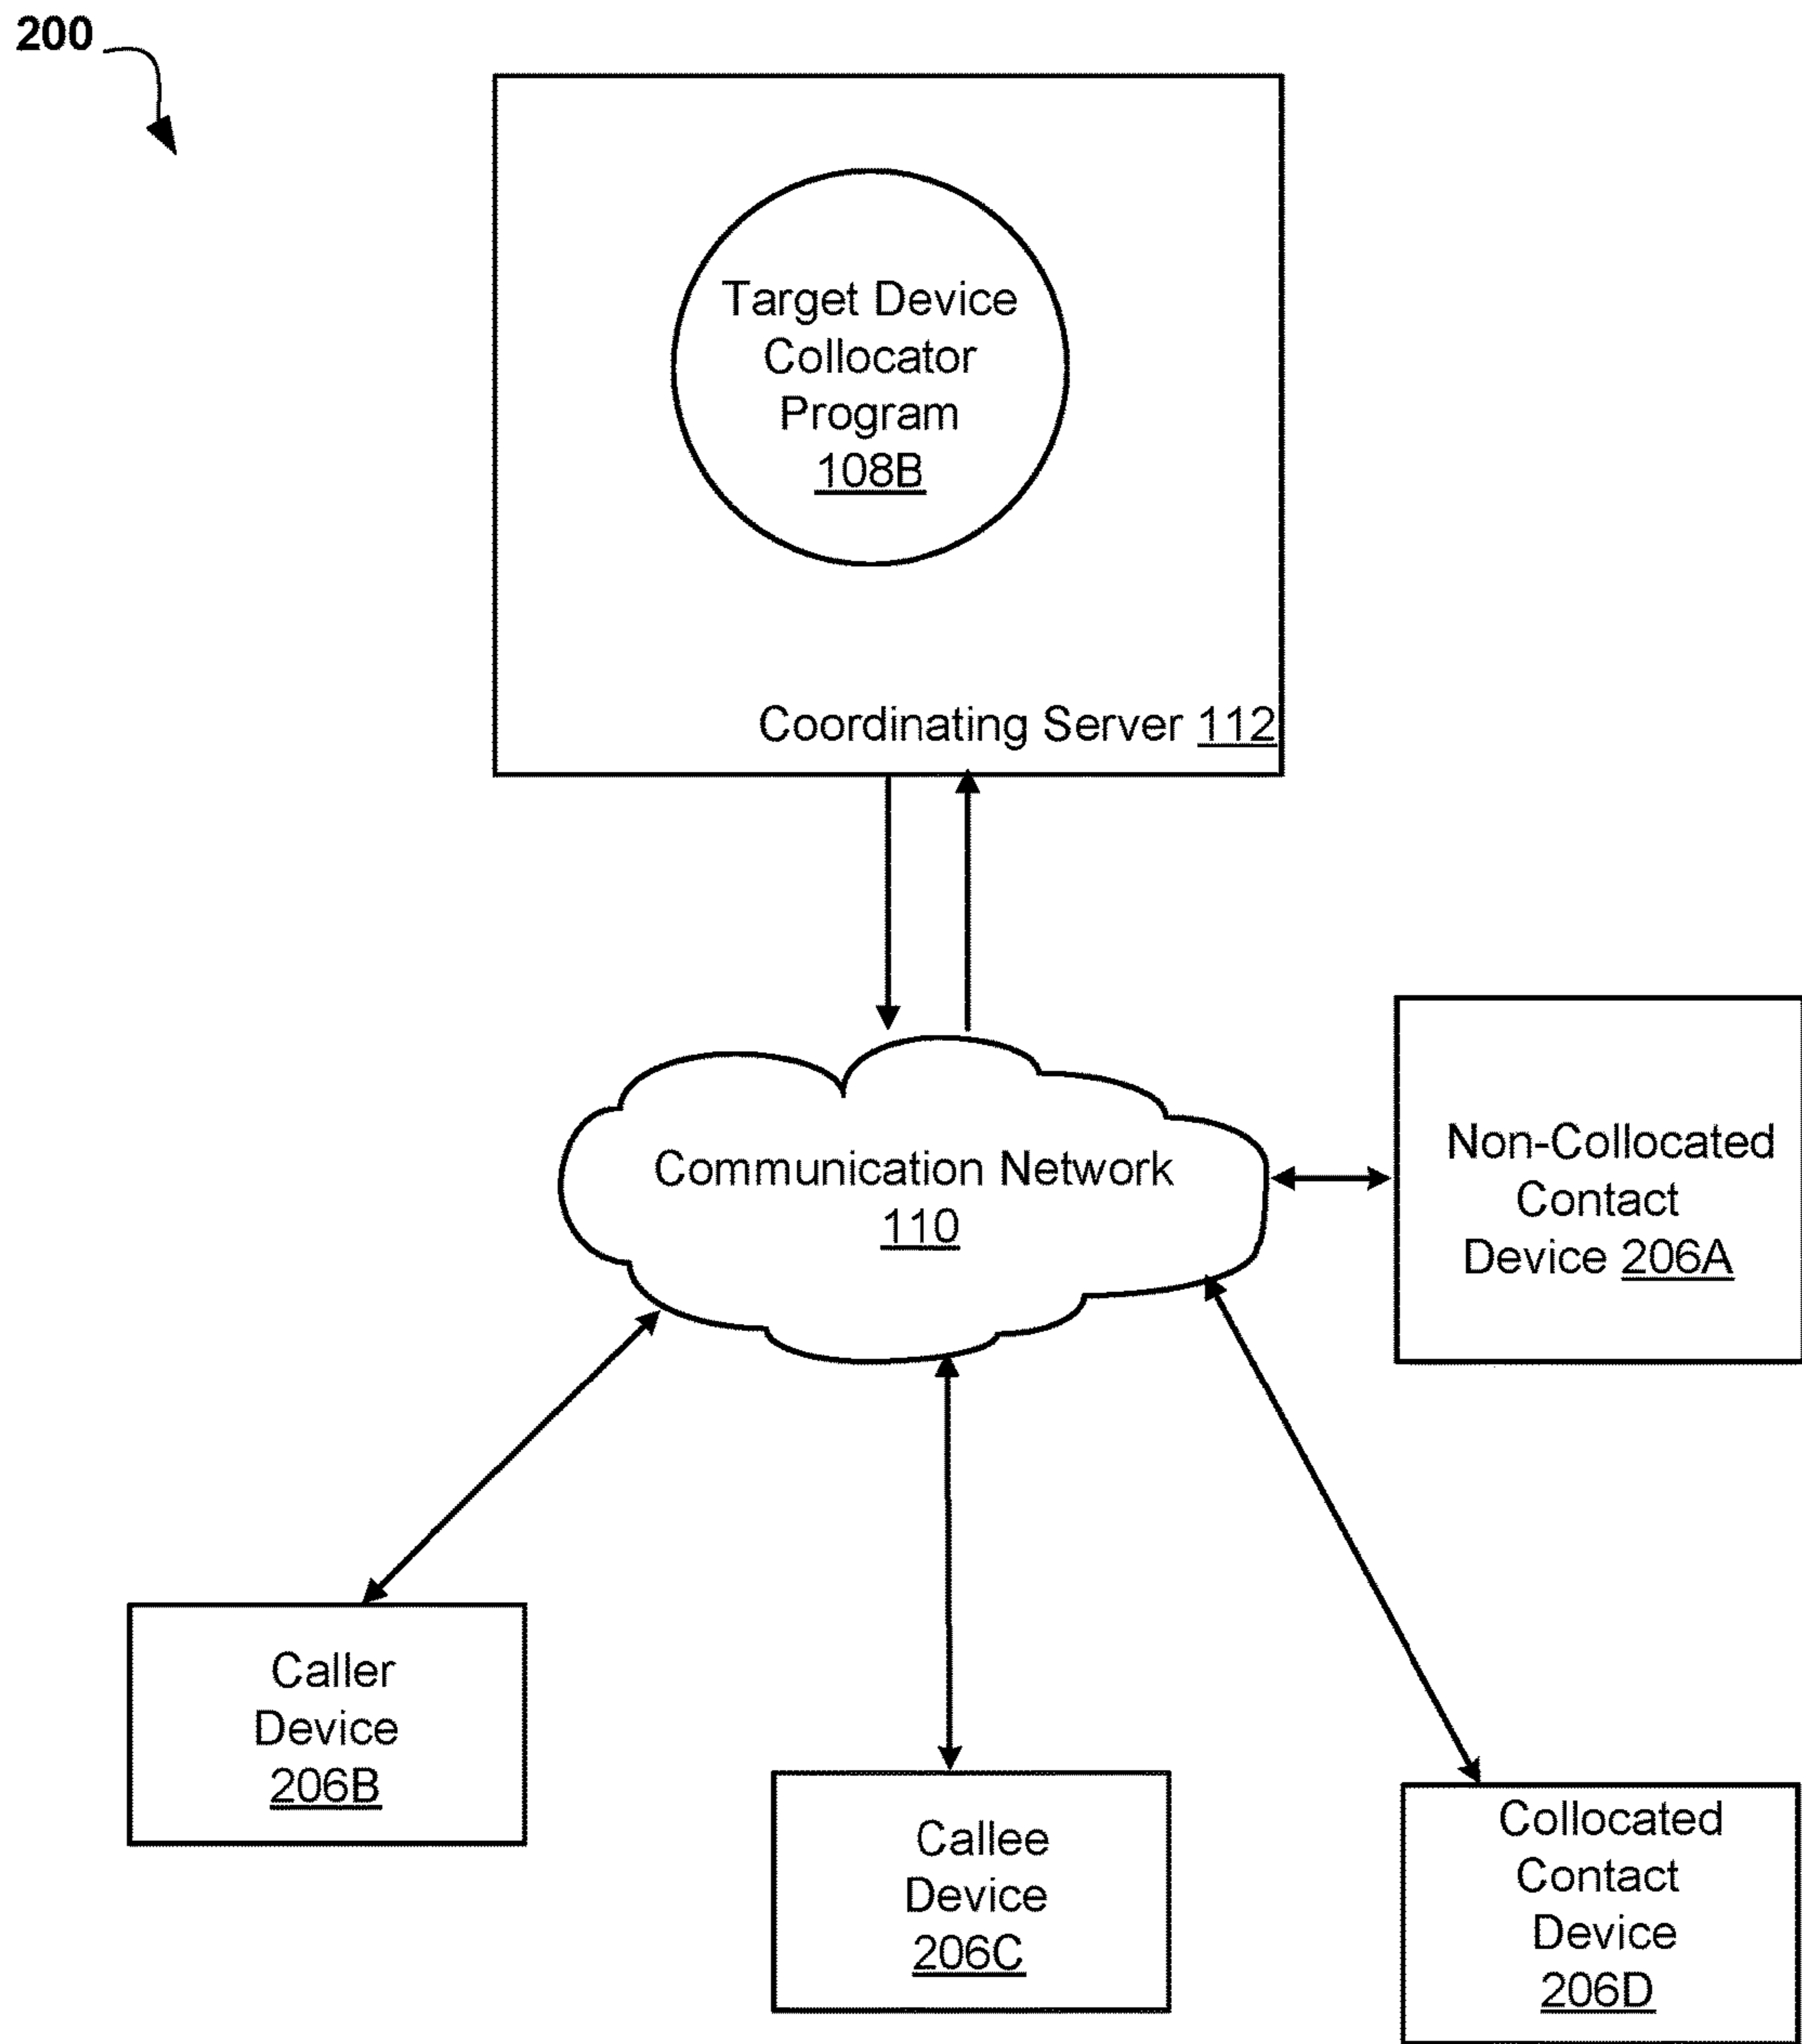 200
Target Device
Collocator
Program
108B
Coordinating Server 112
Communication Network
110
Non-Collocated
Contact
Device 206A
Caller
Device
206B
Callee
Device
206C
Collocated
Contact
Device
206D